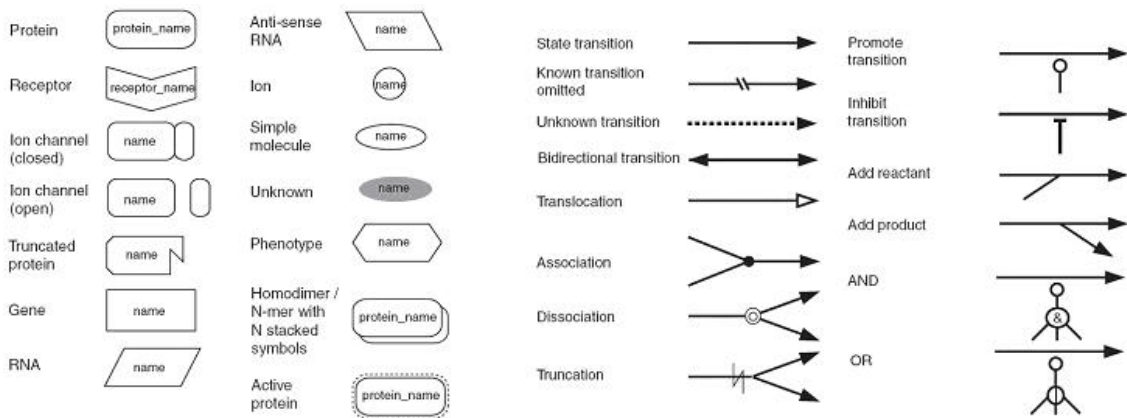 Protein
protein_name
Receptor
receptor_name
Ion channel
(closed)
name
Ion channel
(open)
name
Truncated
protein
name
Gene
name
RNA
name
Anti-sense
RNA
name
Ion
name
Simple
molecule
name
Unknown
name
Phenotype
name
Homodimer /
N-mer with
N stacked
symbols
protein_name
Active
protein
protein_name
State transition
Known transition
omitted
Unknown transition
Bidirectional transition
Translocation
Association
Dissociation
Truncation
N
Promote
transition
Inhibit
transition
Add reactant
Add product
AND
&
OR